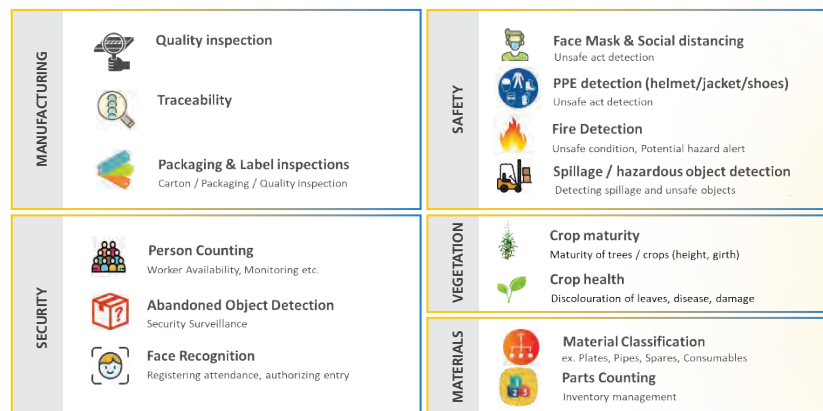 MANUFACTURING
Quality inspection
Traceability
Packaging & Label inspections
Carton / Packaging / Quality inspection
SAFETY
Face Mask & Social distancing
Unsafe act detection
PPE detection (helmet/jacket/shoes)
Unsafe act detection
Fire Detection
Unsafe condition, Potential hazard alert
Spillage / hazardous object detection
Detecting spillage and unsafe objects
SECURITY
Person Counting
Worker Availability, Monitoring etc.
Abandoned Object Detection
Security Surveillance
Face Recognition
Registering attendance, authorizing entry
VEGETATION
Crop maturity
Maturity of trees / crops (height, girth)
Crop health
Discolouration of leaves, disease, damage
MATERIALS
Material Classification
ex. Plates, Pipes, Spares, Consumables
Parts Counting
Inventory management